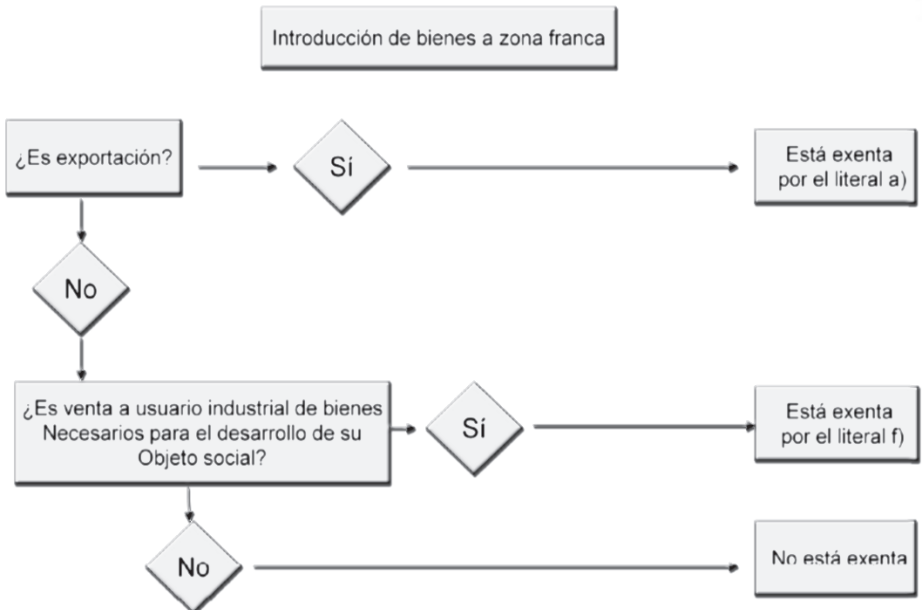 Introducción de bienes a zona franca
¿Es exportación?
Sí
Está exenta
por el literal a)
No
¿Es venta a usuario industrial de bienes
Necesarios para el desarrollo de su
Objeto social?
Sí
Está exenta
por el literal f)
No
No está exenta